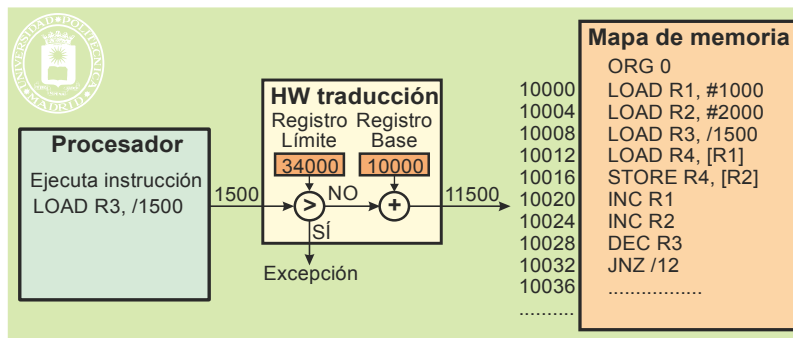 UNIVERSIDAD POLITÉCNICA
MADRID
Procesador
Ejecuta instrucción
LOAD R3, /1500
1500
HW traducción
Registro Registro
Límite Base
34000 10000
> NO +
SÍ
Excepción
11500
Mapa de memoria
ORG 0
10000 LOAD R1, #1000
10004 LOAD R2, #2000
10008 LOAD R3, /1500
10012 LOAD R4, [R1]
10016 STORE R4, [R2]
10020 INC R1
10024 INC R2
10028 DEC R3
10032 JNZ /12
10036 .................
..........